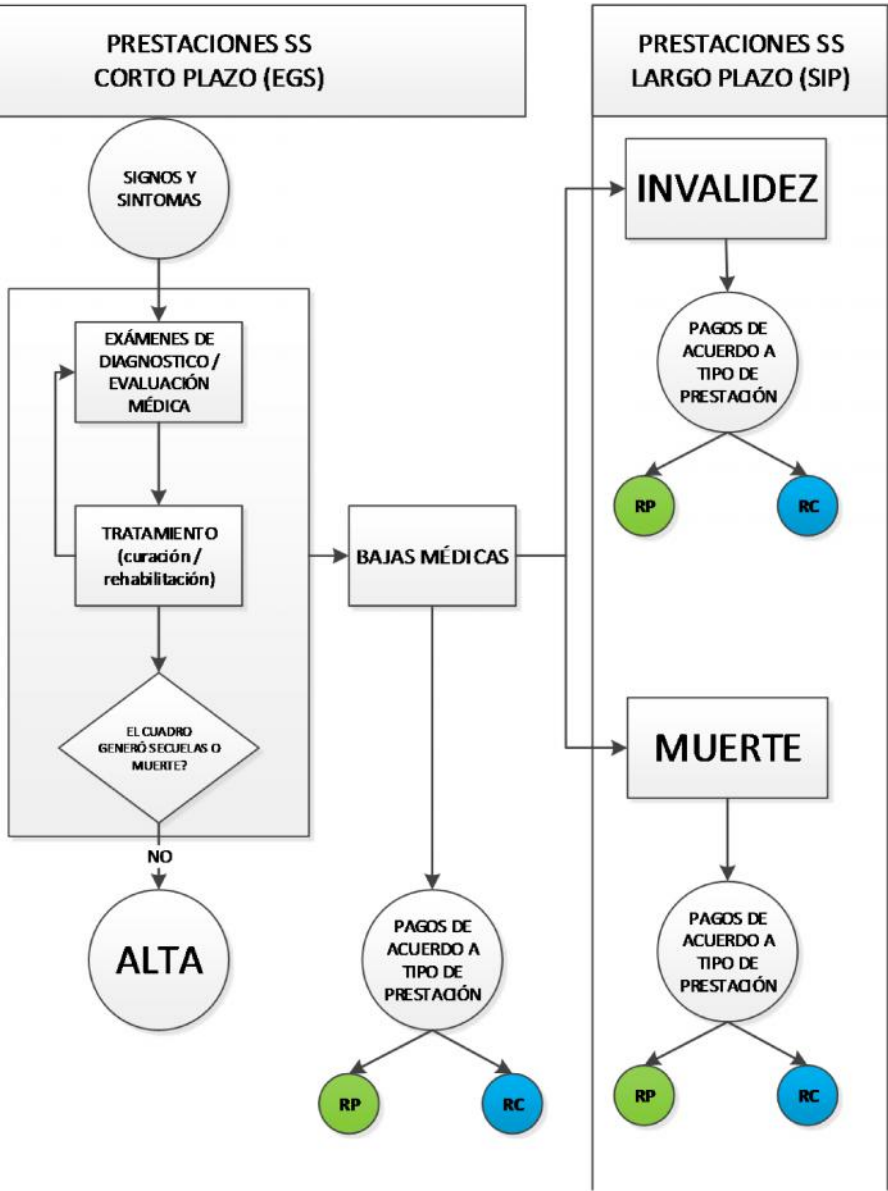 PRESTACIONES SS
CORTO PLAZO (EGS)
PRESTACIONES SS
LARGO PLAZO (SIP)
SIGNOS Y
SINTOMAS
EXÁMENES DE
DIAGNOSTICO /
EVALUACIÓN
MÉDICA
TRATAMIENTO
(curación /
rehabilitación)
EL CUADRO
GENERÓ SECUELAS O
MUERTE?
NO
ALTA
BAJAS MÉDICAS
PAGOS DE
ACUERDO A
TIPO DE
PRESTACIÓN
RP
RC
INVALIDEZ
PAGOS DE
ACUERDO A
TIPO DE
PRESTACIÓN
RP
RC
MUERTE
PAGOS DE
ACUERDO A
TIPO DE
PRESTACIÓN
RP
RC